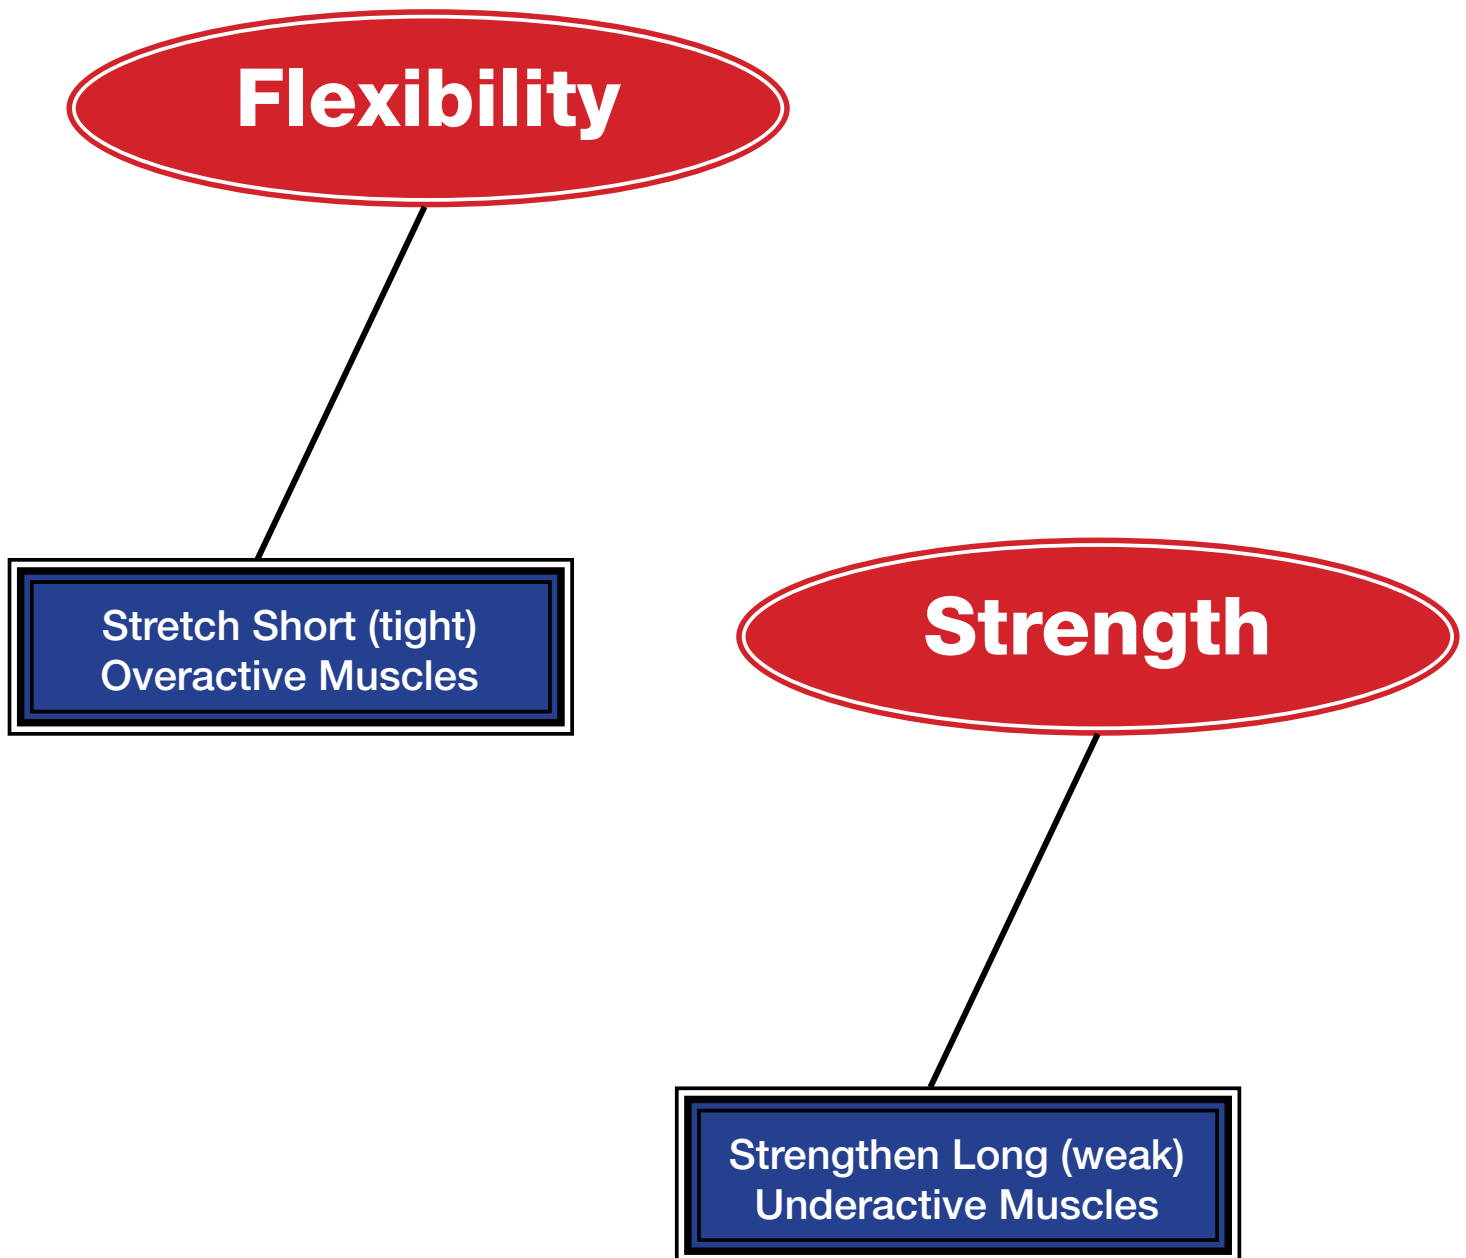 Flexibility
Stretch Short (tight)
Overactive Muscles
Strength
Strengthen Long (weak)
Underactive Muscles